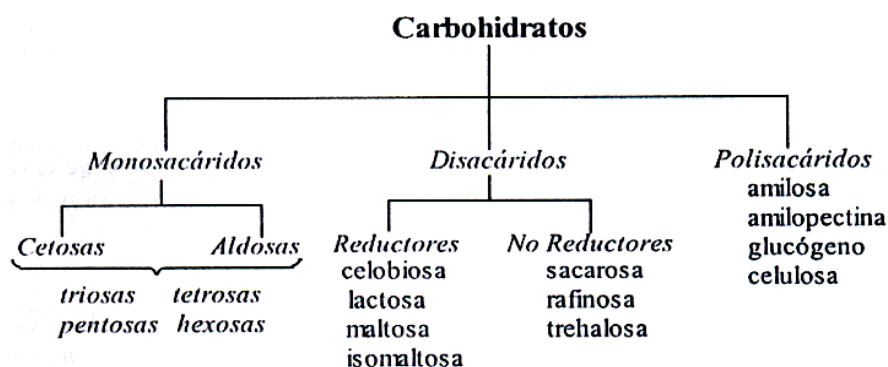 Carbohidratos
Monosacáridos
Disacáridos
Polisacáridos
amilosa
amilopectina
glucógeno
celulosa
Cetosas
Aldosas
triosas tetrosas
pentosas hexosas
Reductores
celobiosa
lactosa
maltosa
isomaltosa
No Reductores
sacarosa
rafinosa
trehalosa